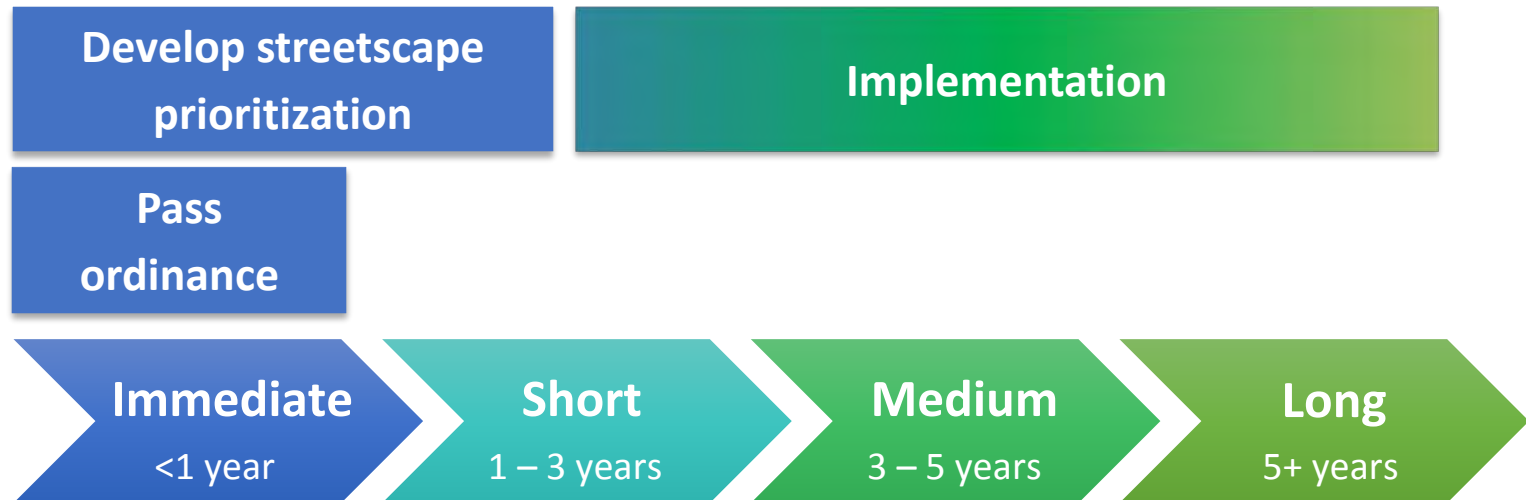 Develop streetscape
prioritization
Implementation
Pass
ordinance
Immediate
<1 year
Short
1 – 3 years
Medium
3 – 5 years
Long
5+ years